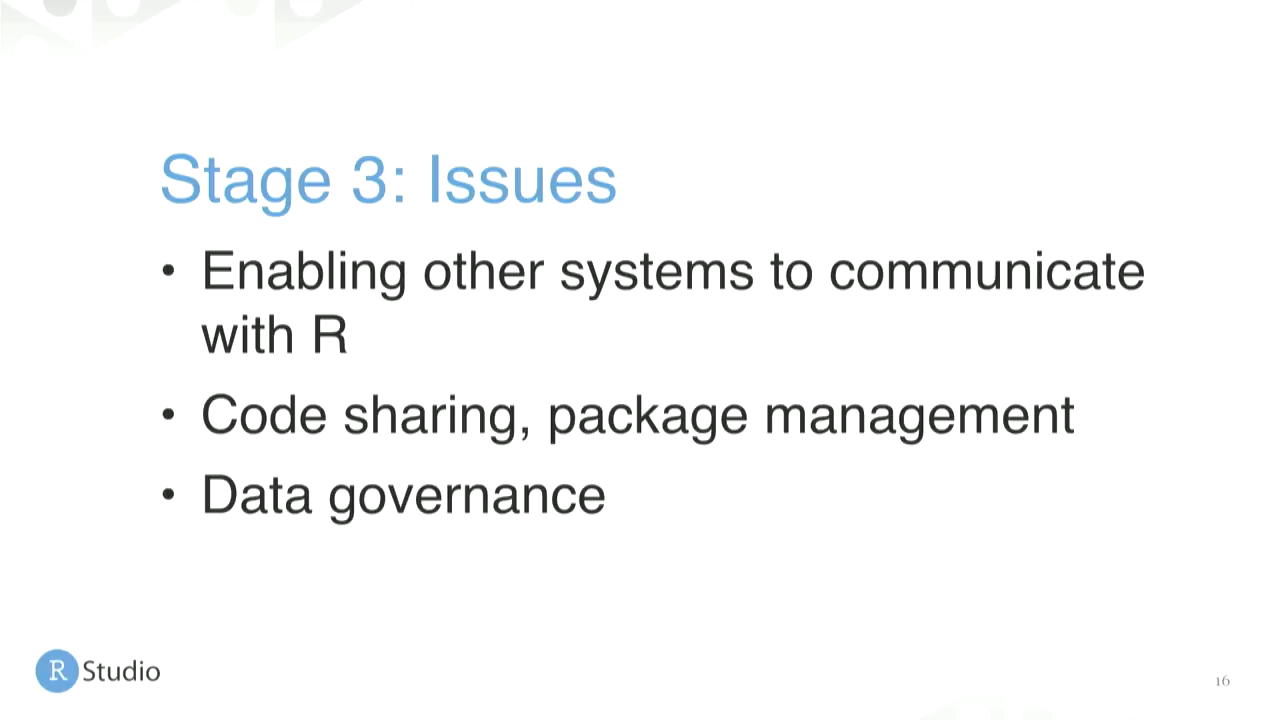 Stage 3: Issues
• Enabling other systems to communicate
with R
• Code sharing, package management
• Data governance
R Studio
16